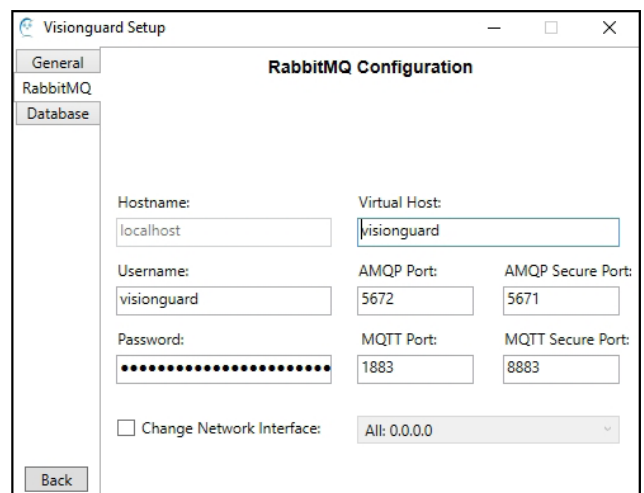 Visionguard Setup
General
RabbitMQ
Database
RabbitMQ Configuration
Hostname:
Virtual Host:
localhost
visionguard
Username:
AMQP Port:
AMQP Secure Port:
visionguard
5672
5671
Password:
MQTT Port:
MQTT Secure Port:
●●●●●●●●●●●●●●●●●●●●●●●
1883
8883
Change Network Interface:
All: 0.0.0.0
Back